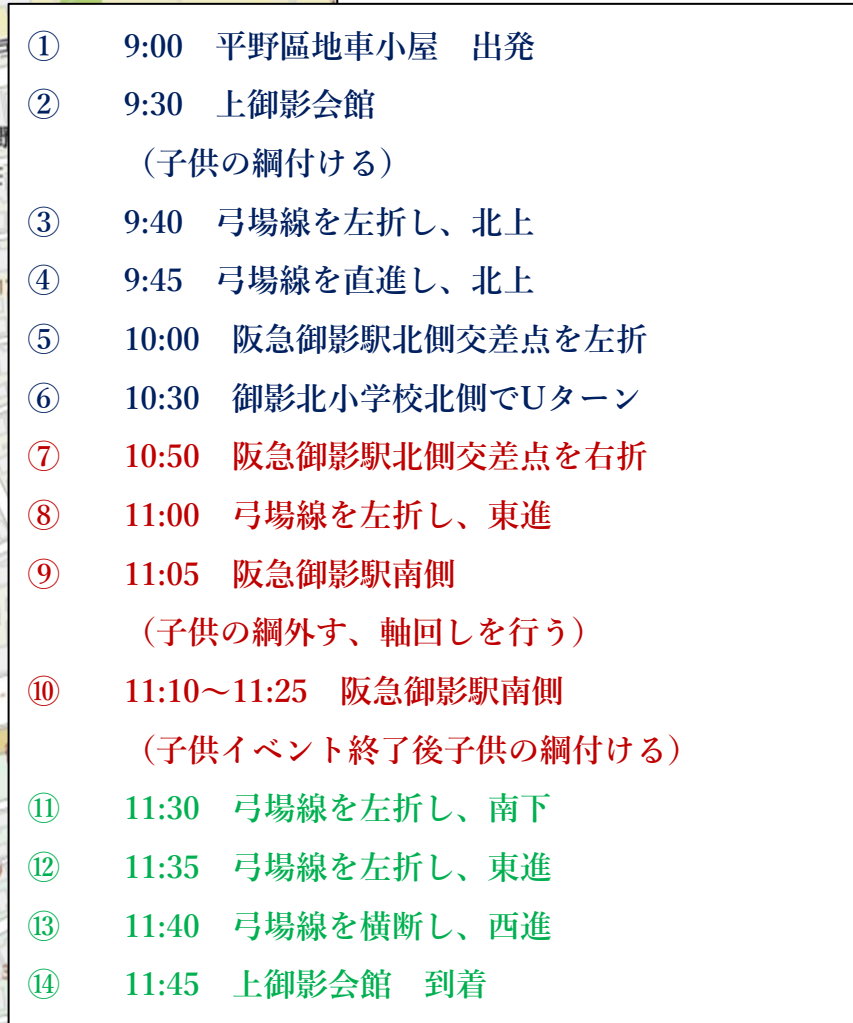 ① 9:00 平野區地車小屋 出発
② 9:30 上御影会館
(子供の綱付ける)
③ 9:40 弓場線を左折し、北上
④ 9:45 弓場線を直進し、北上
⑤ 10:00 阪急御影駅北側交差点を左折
⑥ 10:30 御影北小学校北側でUターン
⑦ 10:50 阪急御影駅北側交差点を右折
⑧ 11:00 弓場線を左折し、東進
⑨ 11:05 阪急御影駅南側
(子供の綱外す、軸回しを行う)
⑩ 11:10~11:25 阪急御影駅南側
(子供イベント終了後子供の綱付ける)
⑪ 11:30 弓場線を左折し、南下
⑫ 11:35 弓場線を左折し、東進
⑬ 11:40 弓場線を横断し、西進
⑭ 11:45 上御影会館 到着